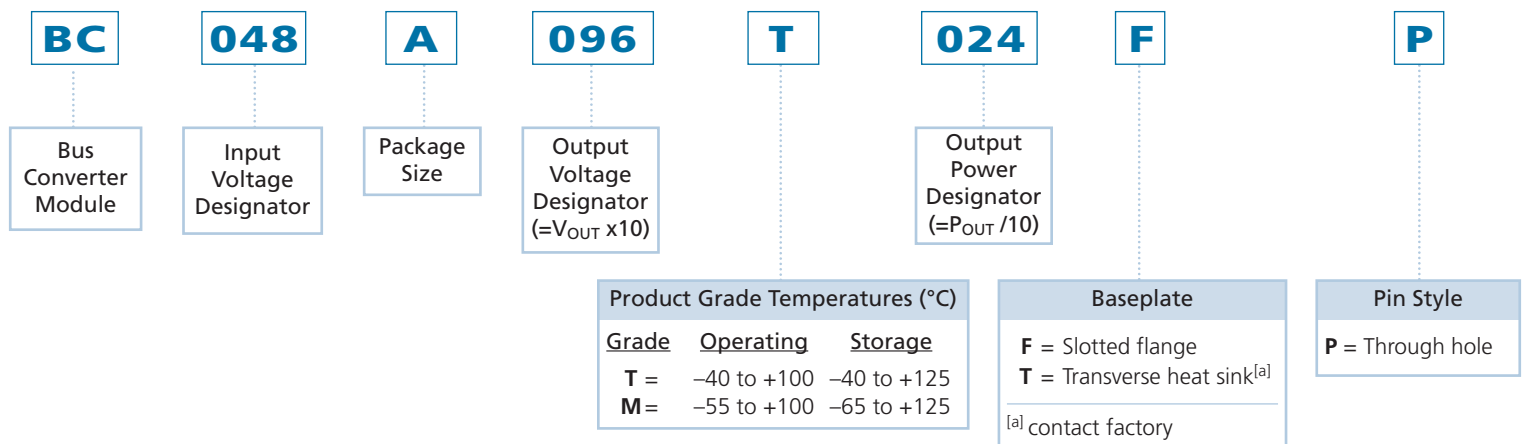 BC 048 A 096 T 024 F P
Bus
Converter
Module
Input
Voltage
Designator
Package
Size
Output
Voltage
Designator
(=VOUT x10)
Output
Power
Designator
(=POUT /10)
Product Grade Temperatures (°C)
Grade Operating Storage
T = –40 to +100 –40 to +125
M = –55 to +100 –65 to +125
Baseplate
F = Slotted flange
T = Transverse heat sink[a]
[a] contact factory
Pin Style
P = Through hole